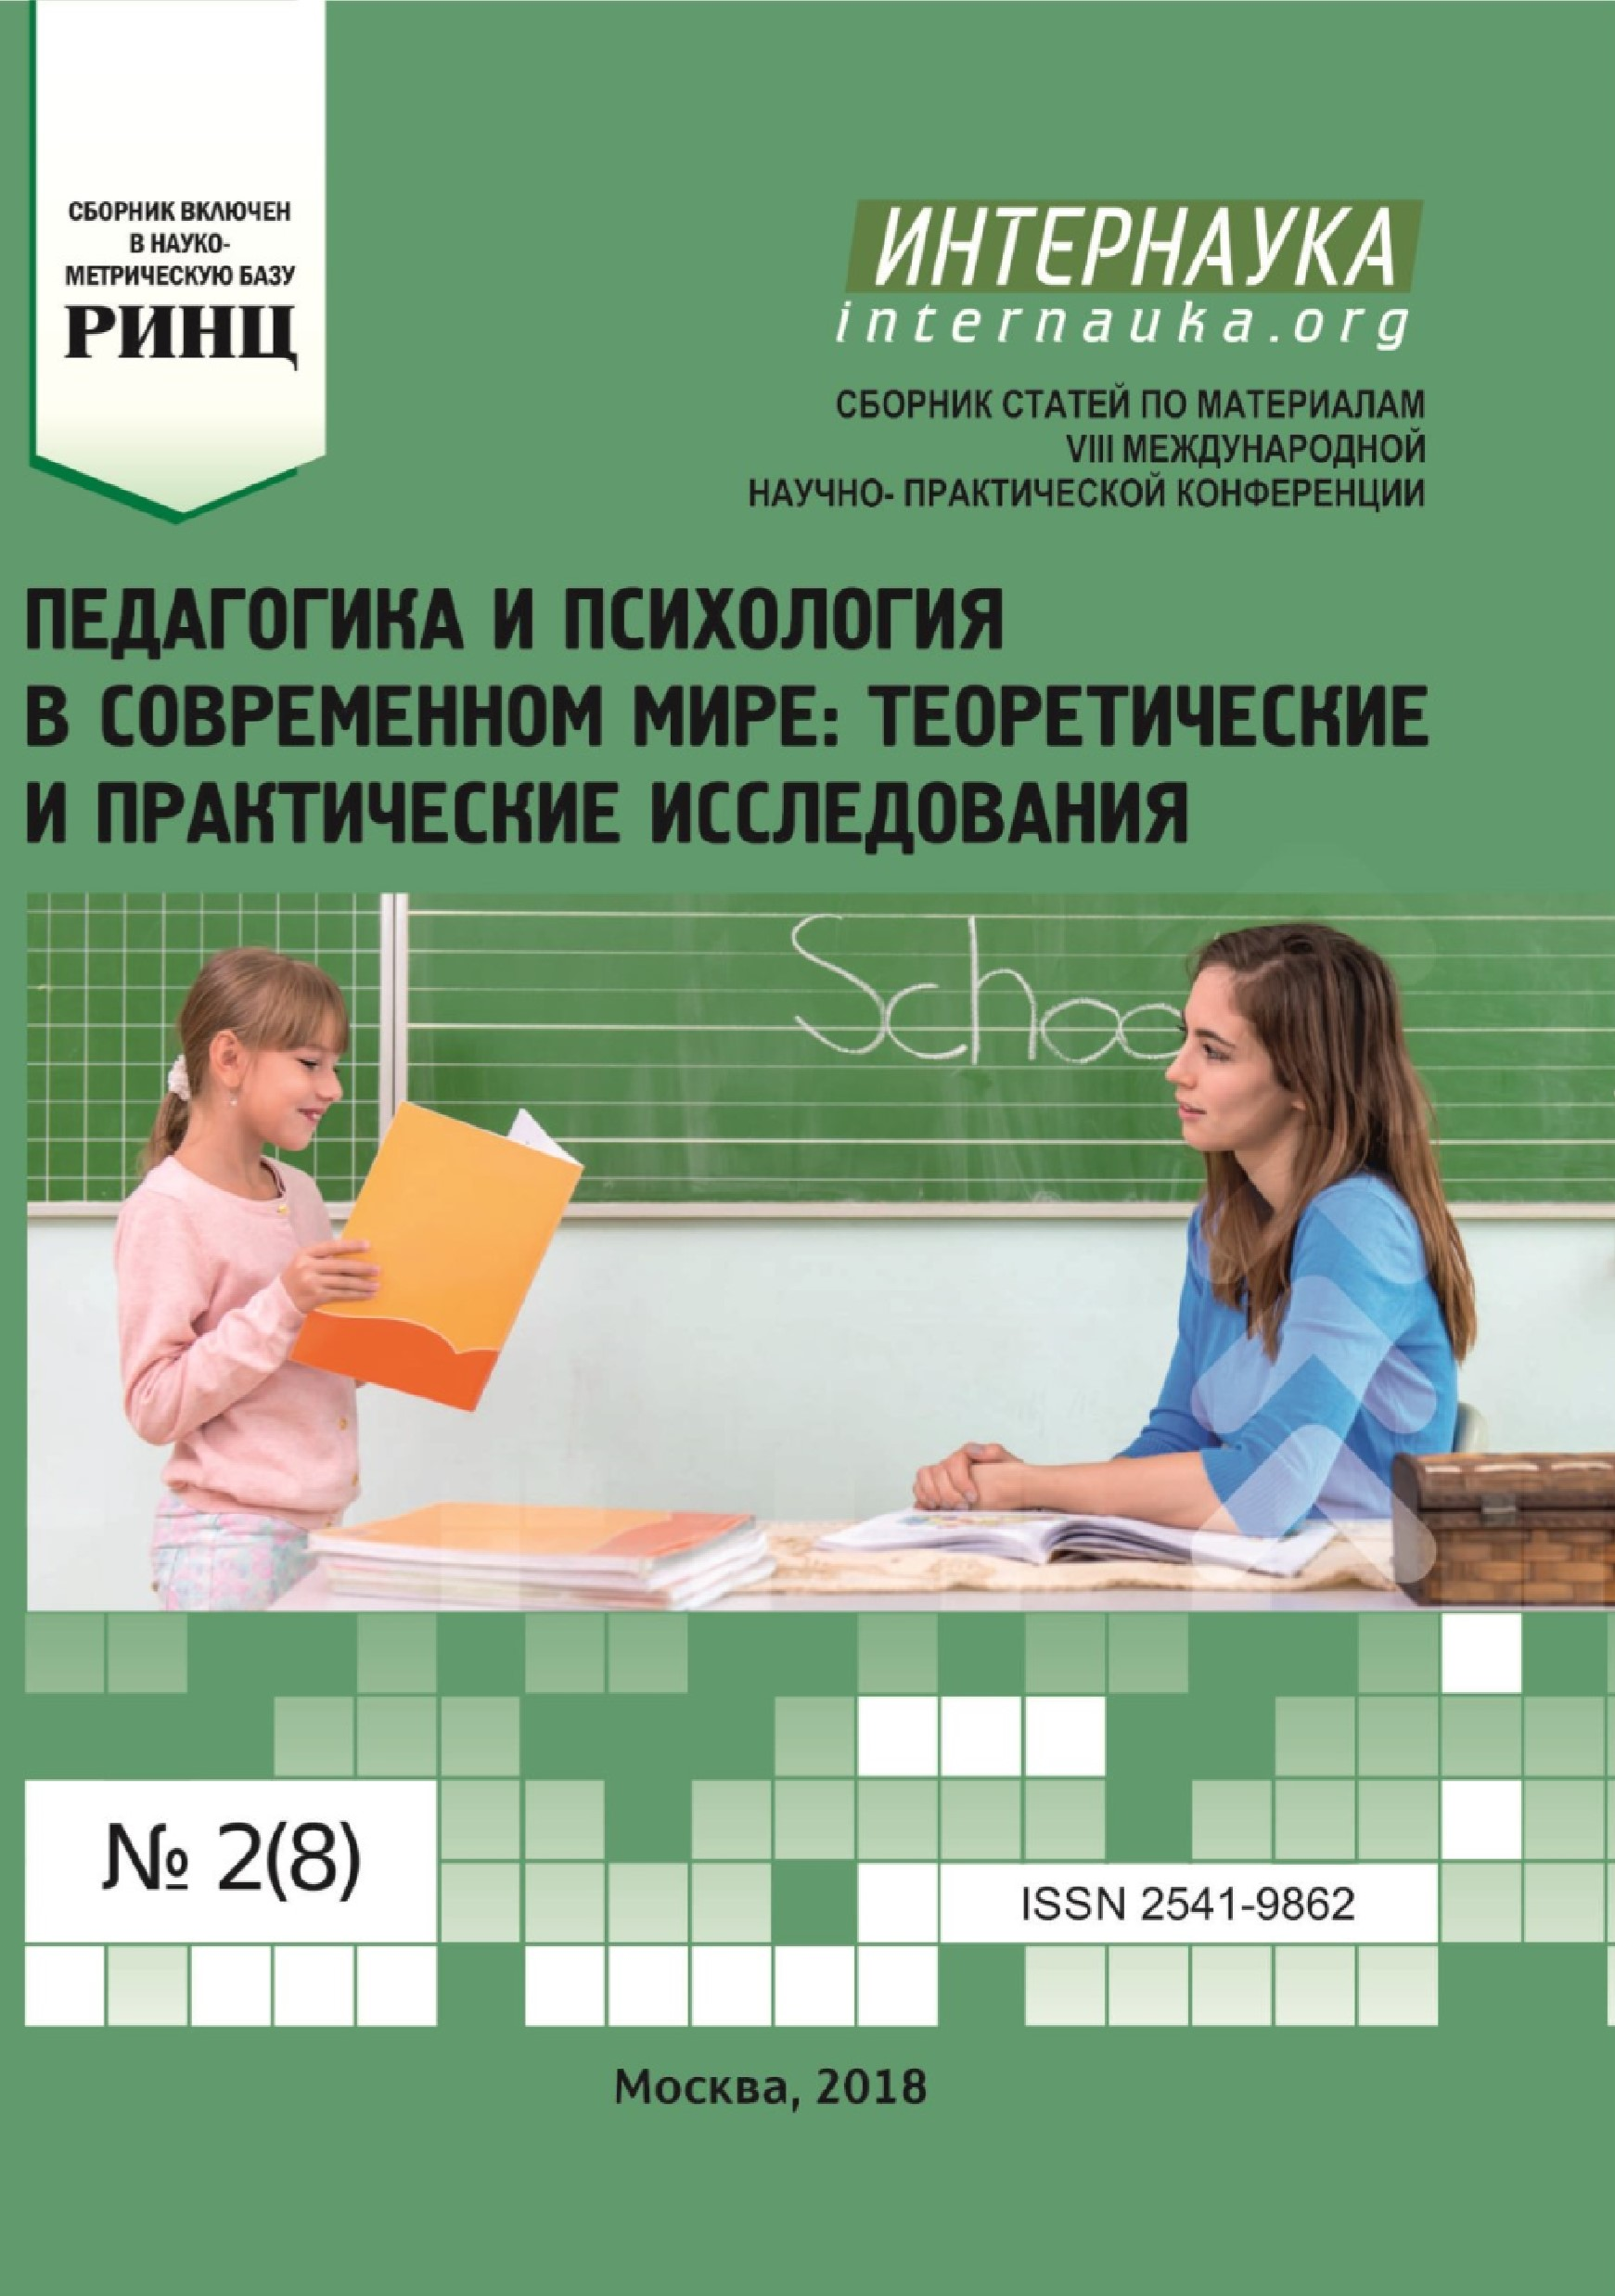 СБОРНИК ВКЛЮЧЕН
В НАУКО-
МЕТРИЧЕСКУЮ БАЗУ
РИНЦ
ИНТЕРНАУКА
internauka.org
СБОРНИК СТАТЕЙ ПО МАТЕРИАЛАМ
VIII МЕЖДУНАРОДНОЙ
НАУЧНО- ПРАКТИЧЕСКОЙ КОНФЕРЕНЦИИ
ПЕДАГОГИКА И ПСИХОЛОГИЯ
В СОВРЕМЕННОМ МИРЕ: ТЕОРЕТИЧЕСКИЕ
И ПРАКТИЧЕСКИЕ ИССЛЕДОВАНИЯ
Schoo
№ 2(8)
ISSN 2541-9862
Москва, 2018